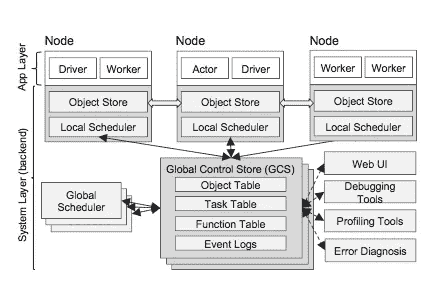 Node
Node
Node
App Layer
Driver
Worker
Actor
Driver
Worker
Worker
System Layer (backend)
Object Store
Object Store
Object Store
Local Scheduler
Local Scheduler
Local Scheduler
Global Control Store (GCS)
Object Table
Task Table
Function Table
Event Logs
Global
Scheduler
Web UI
Debugging
Tools
Profiling Tools
Error Diagnosis